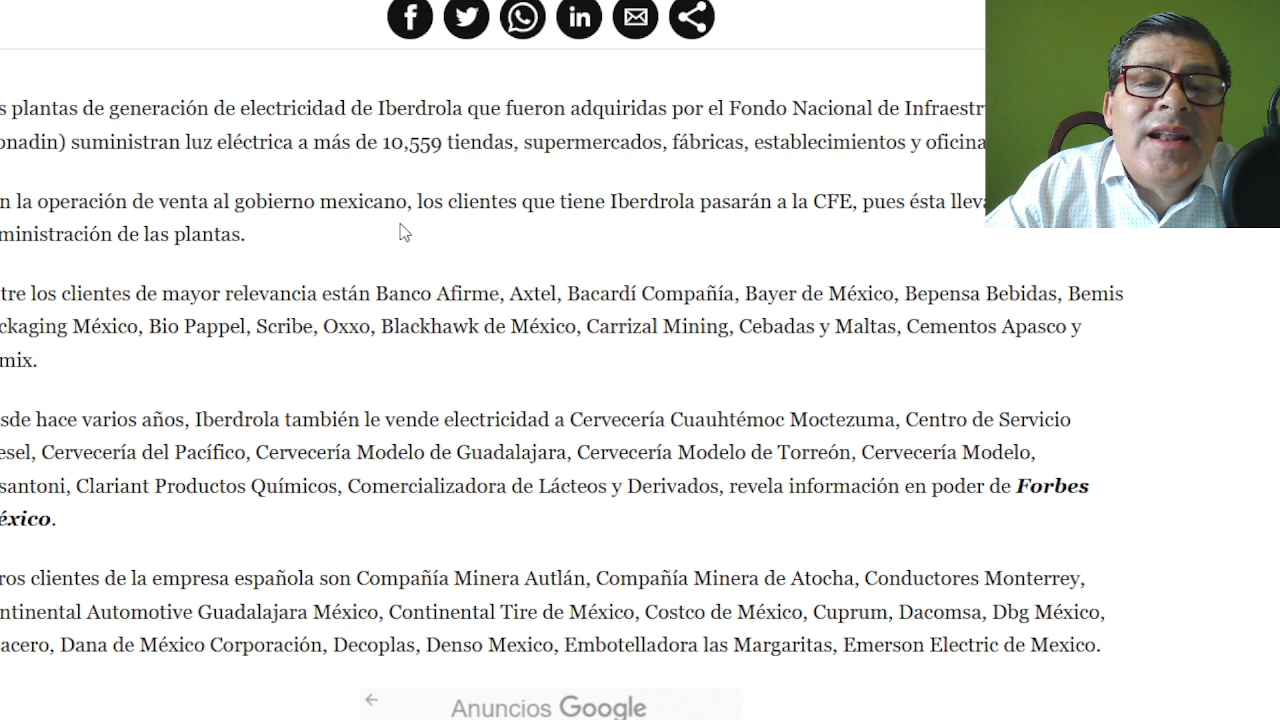 s plantas de generación de electricidad de Iberdrola que fueron adquiridas por el Fondo Nacional de Infraestr
onadin) suministran luz eléctrica a más de 10,559 tiendas, supermercados, fábricas, establecimientos y oficina
n la operación de venta al gobierno mexicano, los clientes que tiene Iberdrola pasarán a la CFE, pues ésta lleva
ministración de las plantas.
tre los clientes de mayor relevancia están Banco Afirme, Axtel, Bacardí Compañía, Bayer de México, Bepensa Bebidas, Bemis
ckaging México, Bio Pappel, Scribe, Oxxo, Blackhawk de México, Carrizal Mining, Cebadas y Maltas, Cementos Apasco y
mix.
sde hace varios años, Iberdrola también le vende electricidad a Cervecería Cuauhtémoc Moctezuma, Centro de Servicio
esel, Cervecería del Pacífico, Cervecería Modelo de Guadalajara, Cervecería Modelo de Torreón, Cervecería Modelo,
santoni, Clariant Productos Químicos, Comercializadora de Lácteos y Derivados, revela información en poder de Forbes
éxico.
ros clientes de la empresa española son Compañía Minera Autlán, Compañía Minera de Atocha, Conductores Monterrey,
ntinental Automotive Guadalajara México, Continental Tire de México, Costco de México, Cuprum, Dacomsa, Dbg México,
acero, Dana de México Corporación, Decoplas, Denso Mexico, Embotelladora las Margaritas, Emerson Electric de Mexico.
Anuncios Google